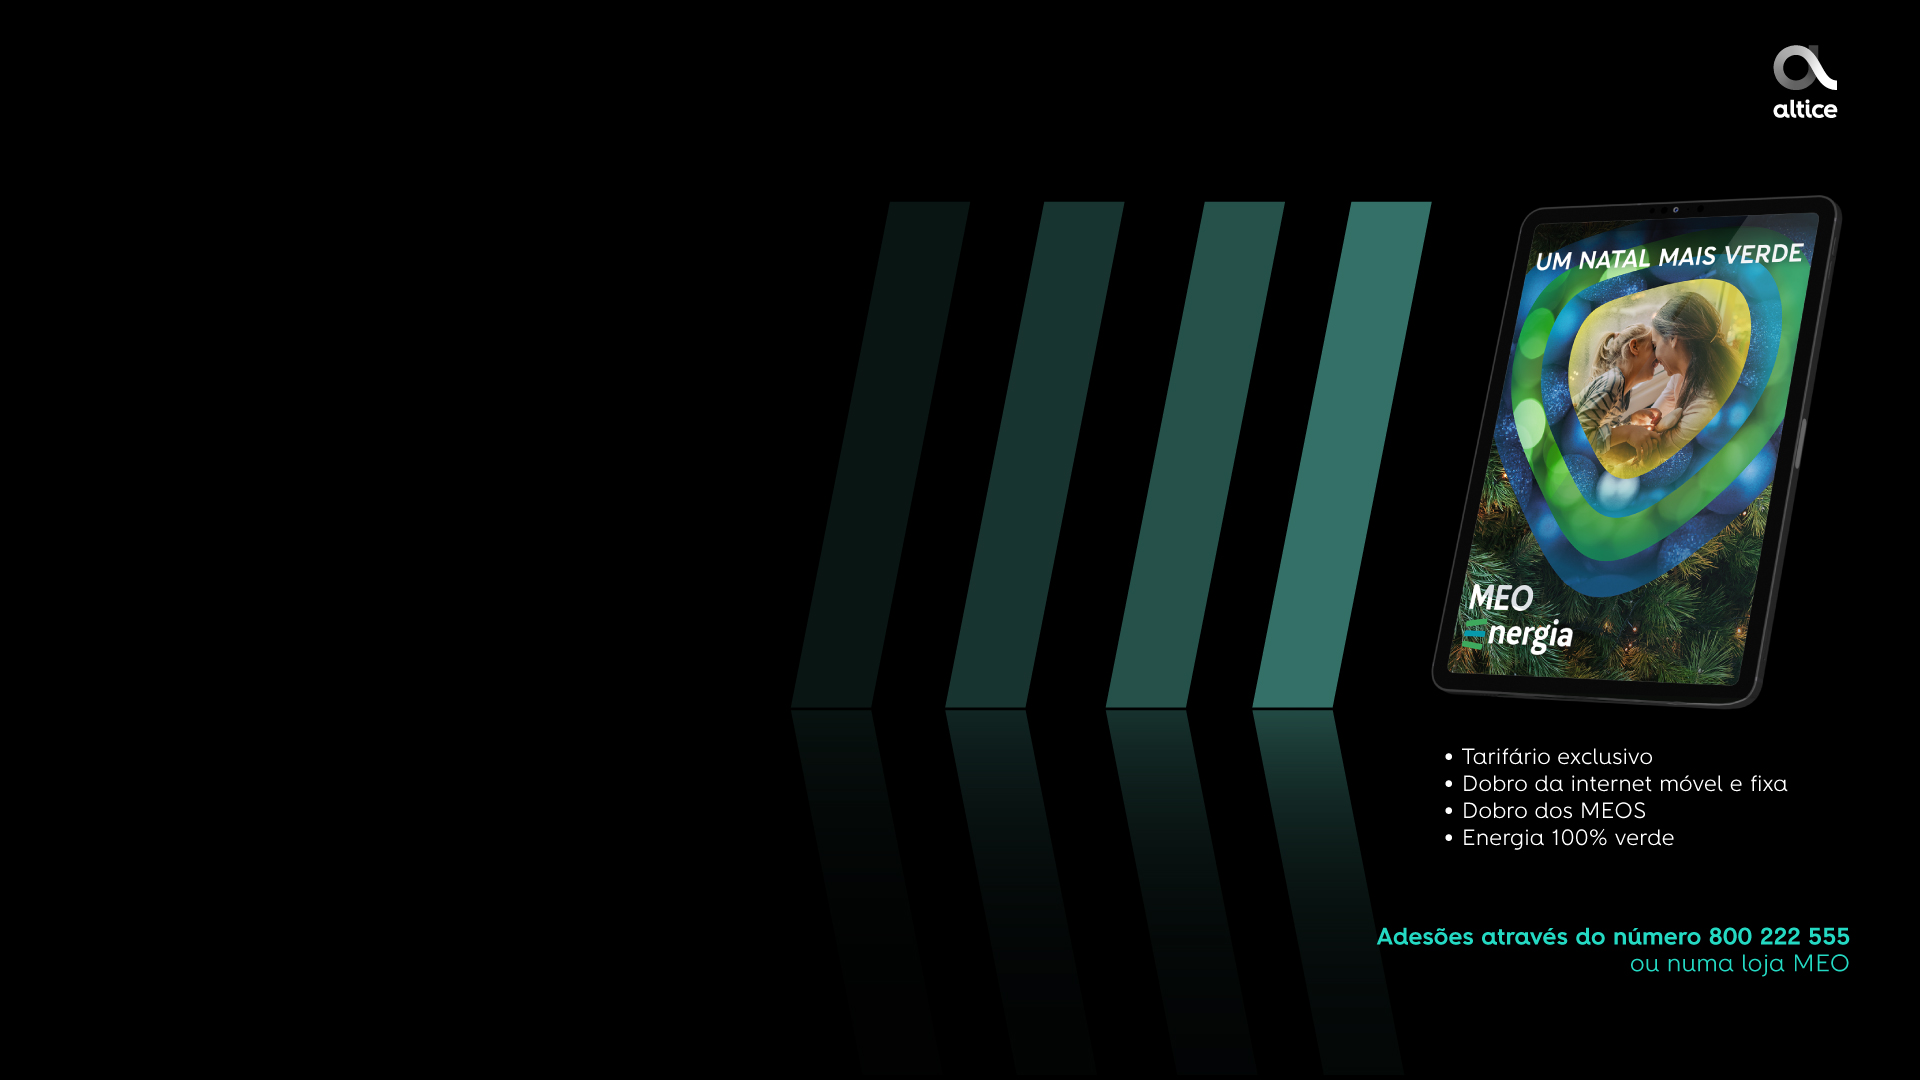 altice
UM NATAL MAIS VERDE
MEO
Energia
• Tarifário exclusivo
• Dobro da internet móvel e fixa
• Dobro dos MEOS
• Energia 100% verde
Adesões através do número 800 222 555
ou numa loja MEO